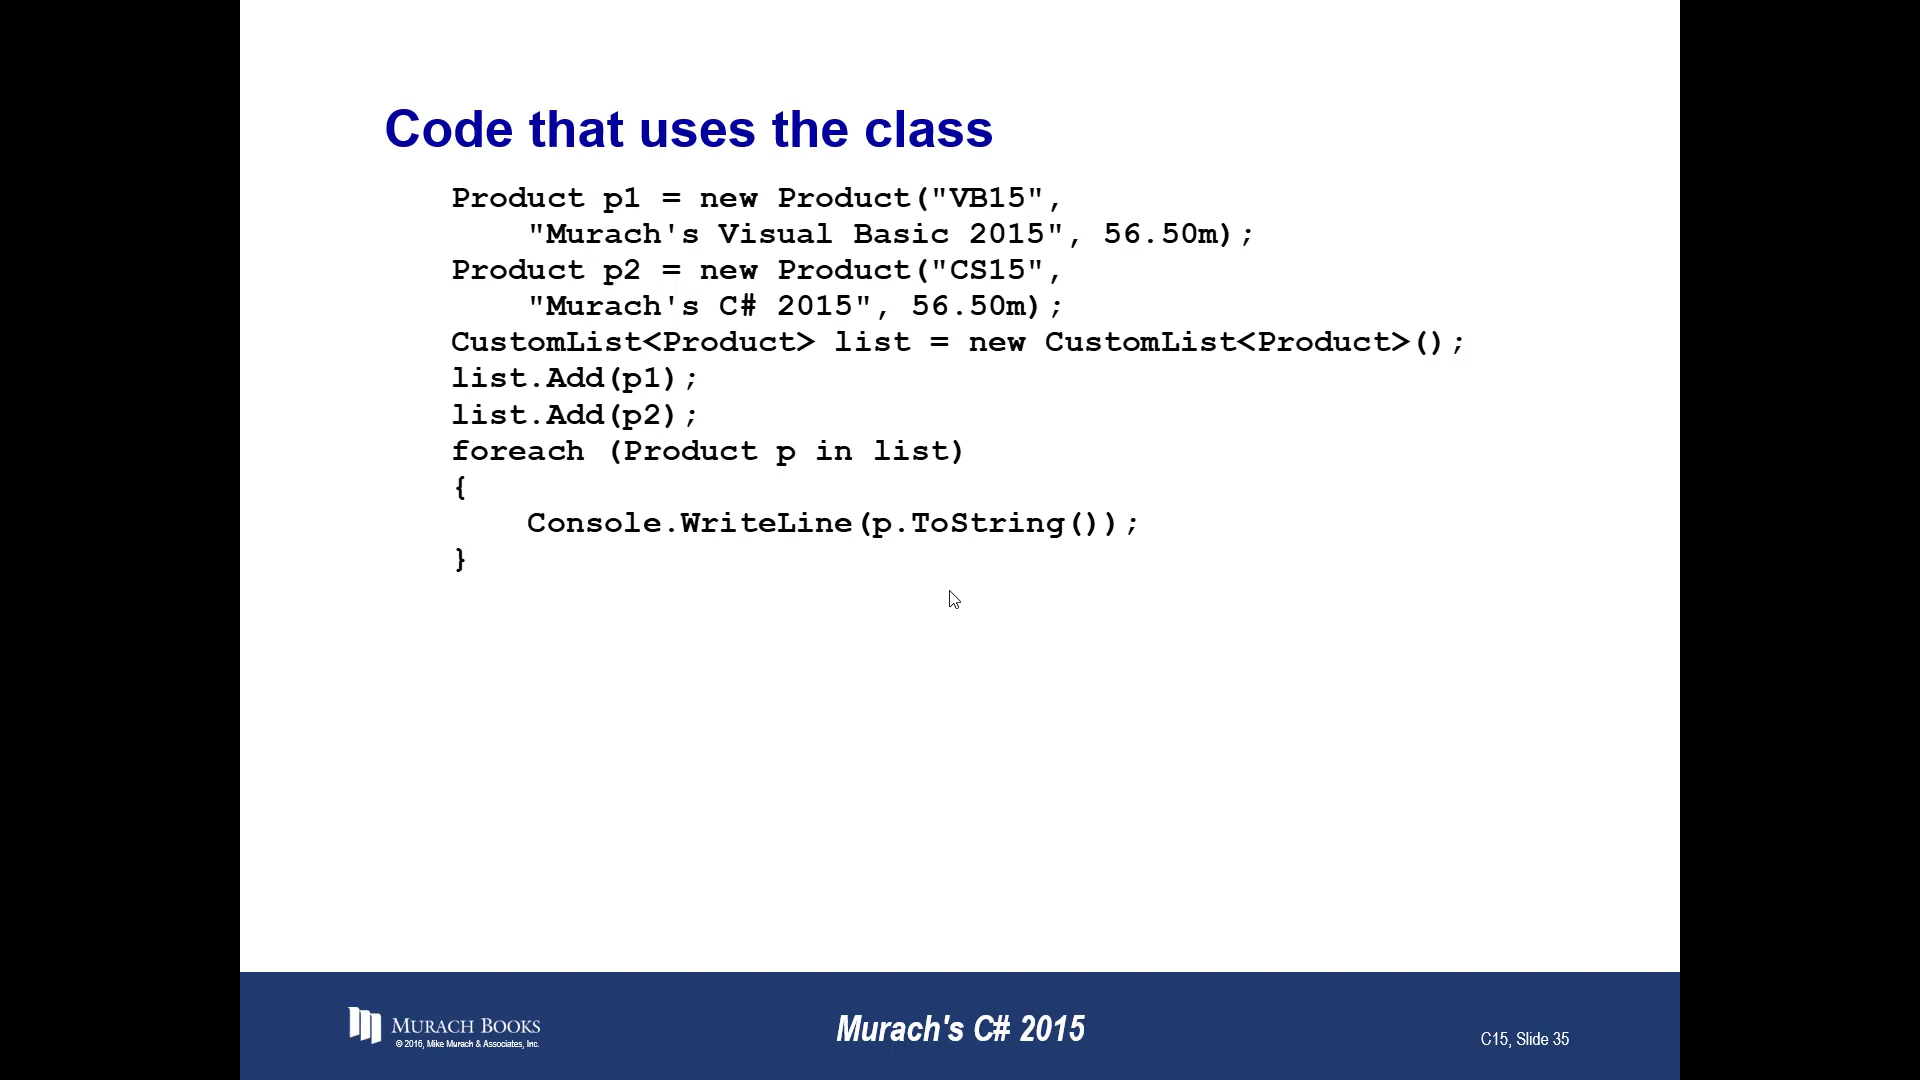 Code that uses the class
Product p1 = new Product("VB15",
    "Murach's Visual Basic 2015", 56.50m);
Product p2 = new Product("CS15",
    "Murach's C# 2015", 56.50m);
CustomList<Product> list = new CustomList<Product>();
list.Add(p1);
list.Add(p2);
foreach (Product p in list)
{
    Console.WriteLine(p.ToString());
}
MURACH BOOKS
© 2016, Mike Murach & Associates, Inc.
Murach's C# 2015
C15, Slide 35